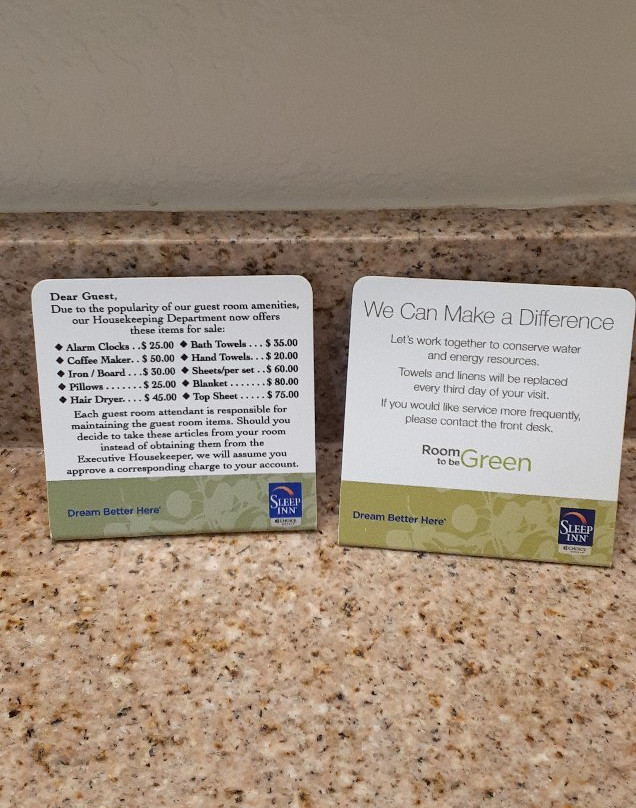 Dear Guest,
Due to the popularity of our guest room amenities,
our Housekeeping Department now offers
these items for sale:
◆ Alarm Clocks . . $ 25.00 ◆ Bath Towels . . . $ 35.00
◆ Coffee Maker. . $ 50.00 ◆ Hand Towels. . . $ 20.00
◆ Iron / Board . . .$ 30.00 ◆ Sheets/per set . .$ 60.00
◆ Pillows . . . . . . . $ 25.00 ◆ Blanket . . . . . . . $ 80.00
◆ Hair Dryer. . . . $ 45.00 ◆ Top Sheet . . . . . $ 75.00
Each guest room attendant is responsible for
maintaining the guest room items. Should you
decide to take these articles from your room
instead of obtaining them from the
Executive Housekeeper, we will assume you
approve a corresponding charge to your account.
Dream Better Here®
SLEEP
INN®
CHOICE
We Can Make a Difference
Let's work together to conserve water
and energy resources.
Towels and linens will be replaced
every third day of your visit.
If you would like service more frequently,
please contact the front desk.
Room
to be Green
Dream Better Here®
SLEEP
INN®
CHOICE